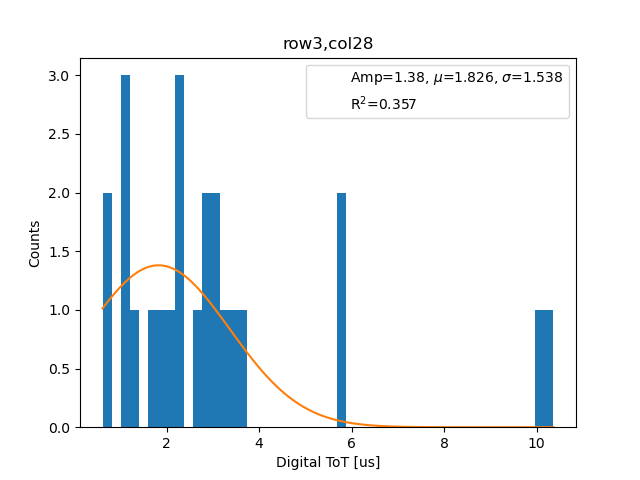 row3,col28
Amp=1.38, μ=1.826, σ=1.538
R²=0.357
3.0
2.5
2.0
1.5
1.0
0.5
0.0
Counts
2 4 6 8 10
Digital ToT [us]